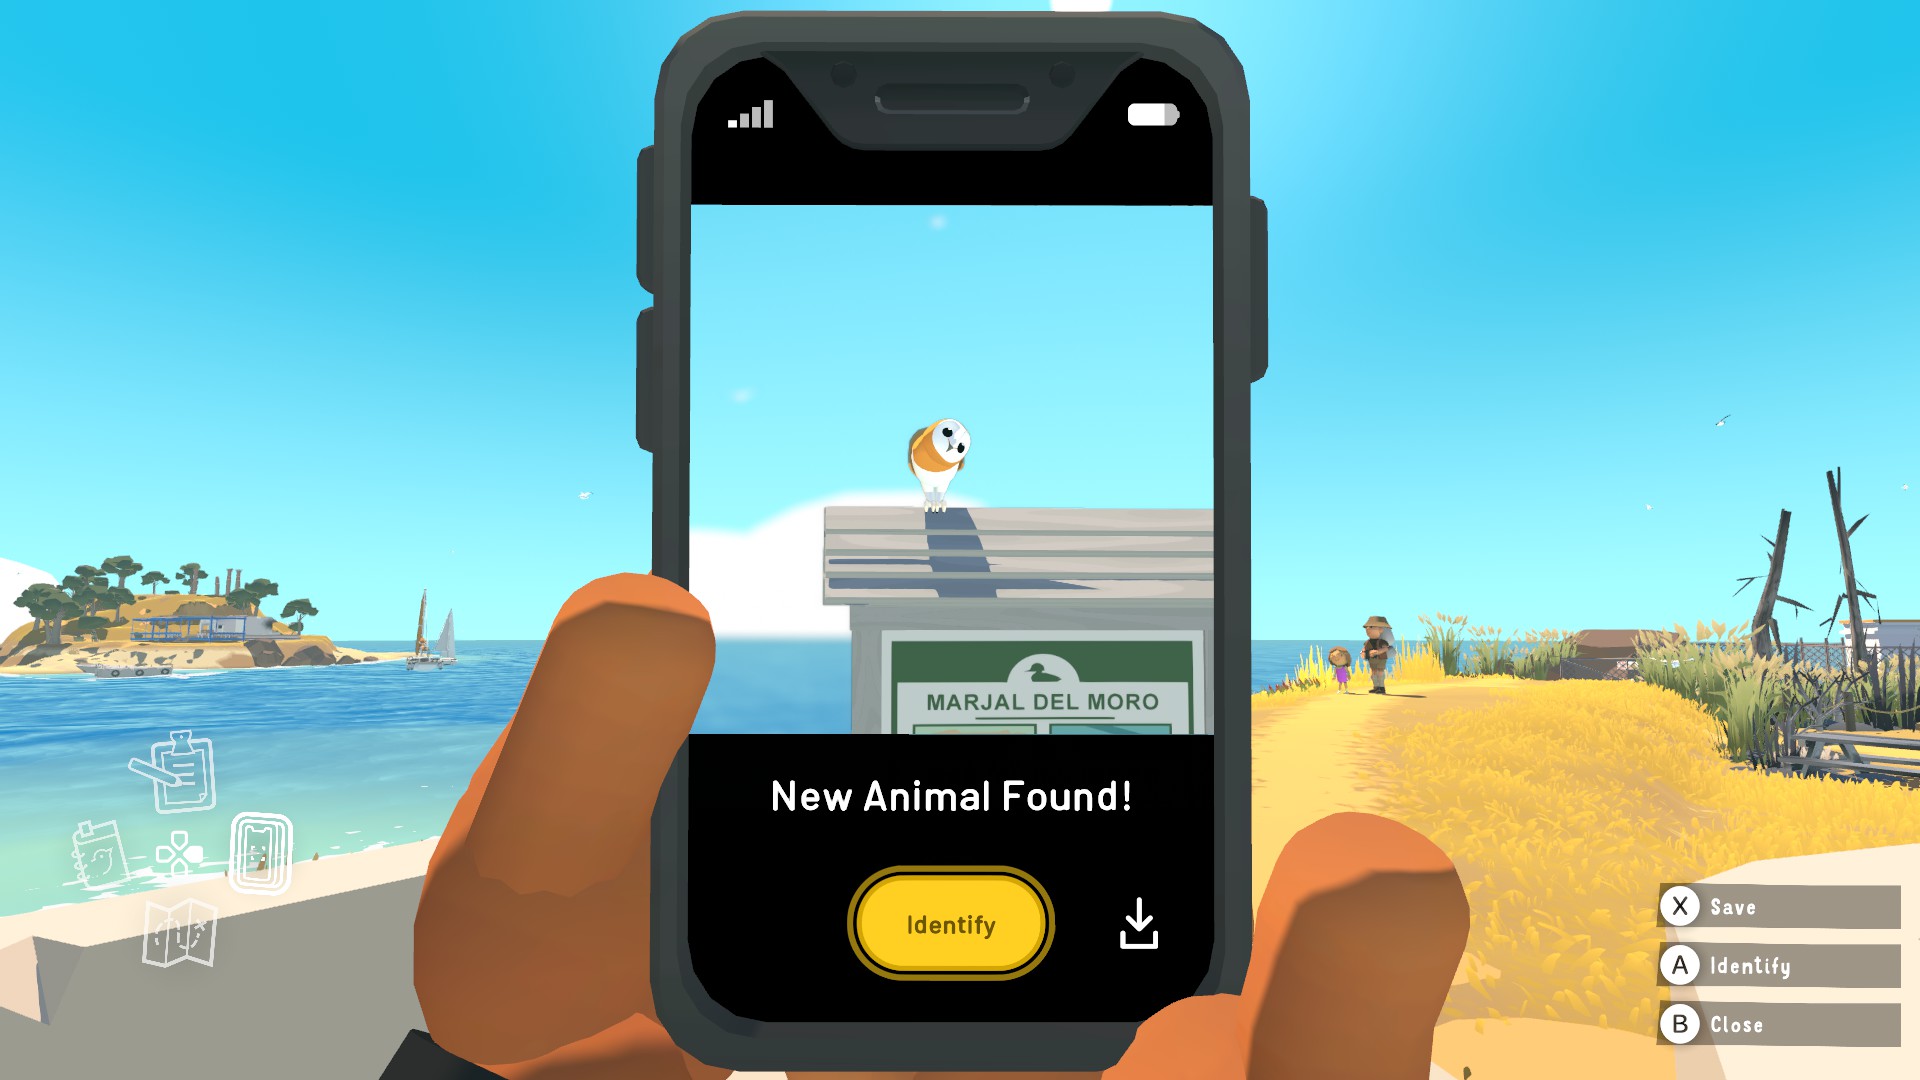 MARJAL DEL MORO
New Animal Found!
Identify
X Save
A Identify
B Close